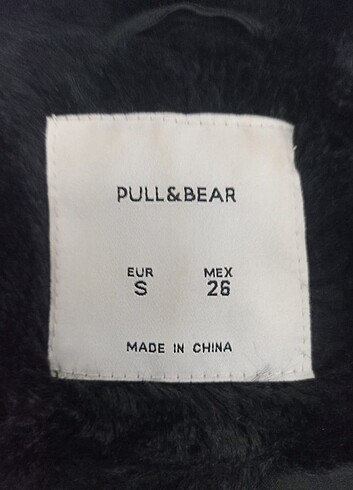 PULL&BEAR
EUR MEX
S 26
MADE IN CHINA